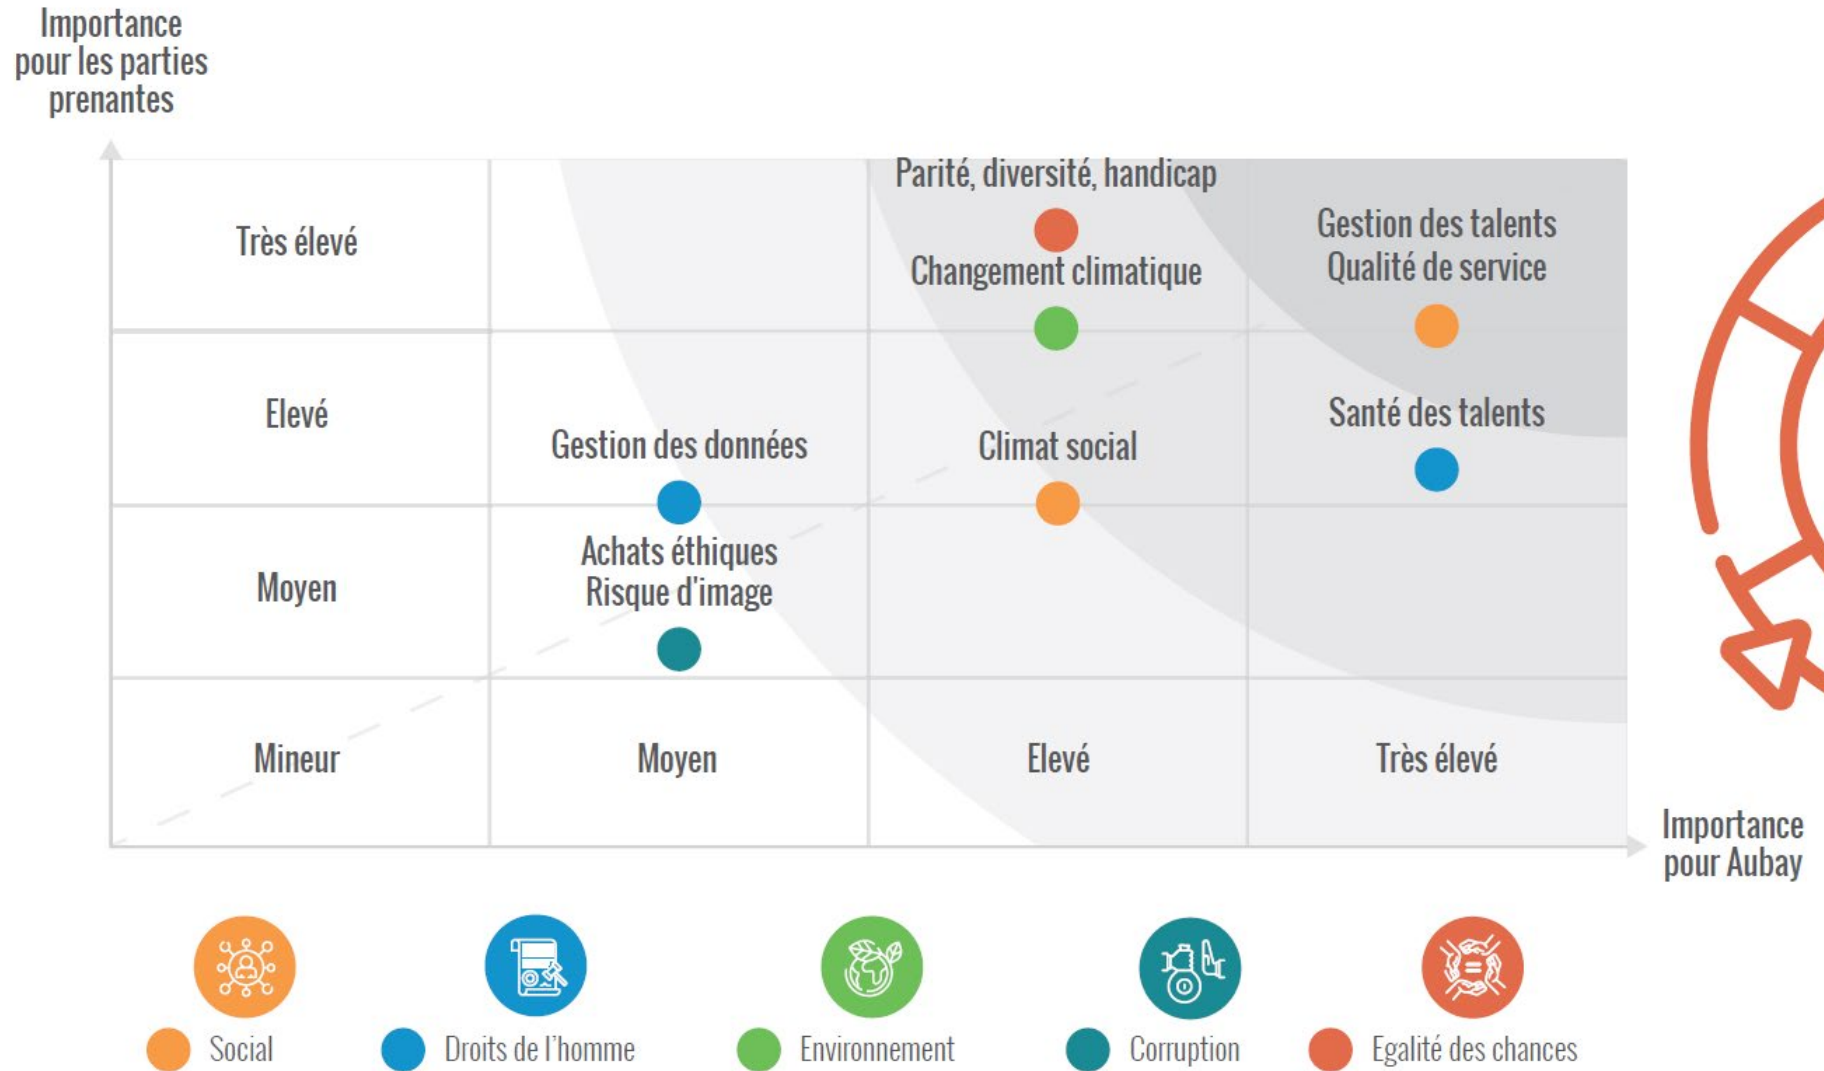 Importance
pour les parties
prenantes
Parité, diversité, handicap
Très élevé
Gestion des talents
Qualité de service
Changement climatique
Elevé
Gestion des données
Climat social
Santé des talents
Moyen
Achats éthiques
Risque d'image
Mineur
Moyen
Elevé
Très élevé
Importance
pour Aubay
Social
Droits de l'homme
Environnement
Corruption
Egalité des chances